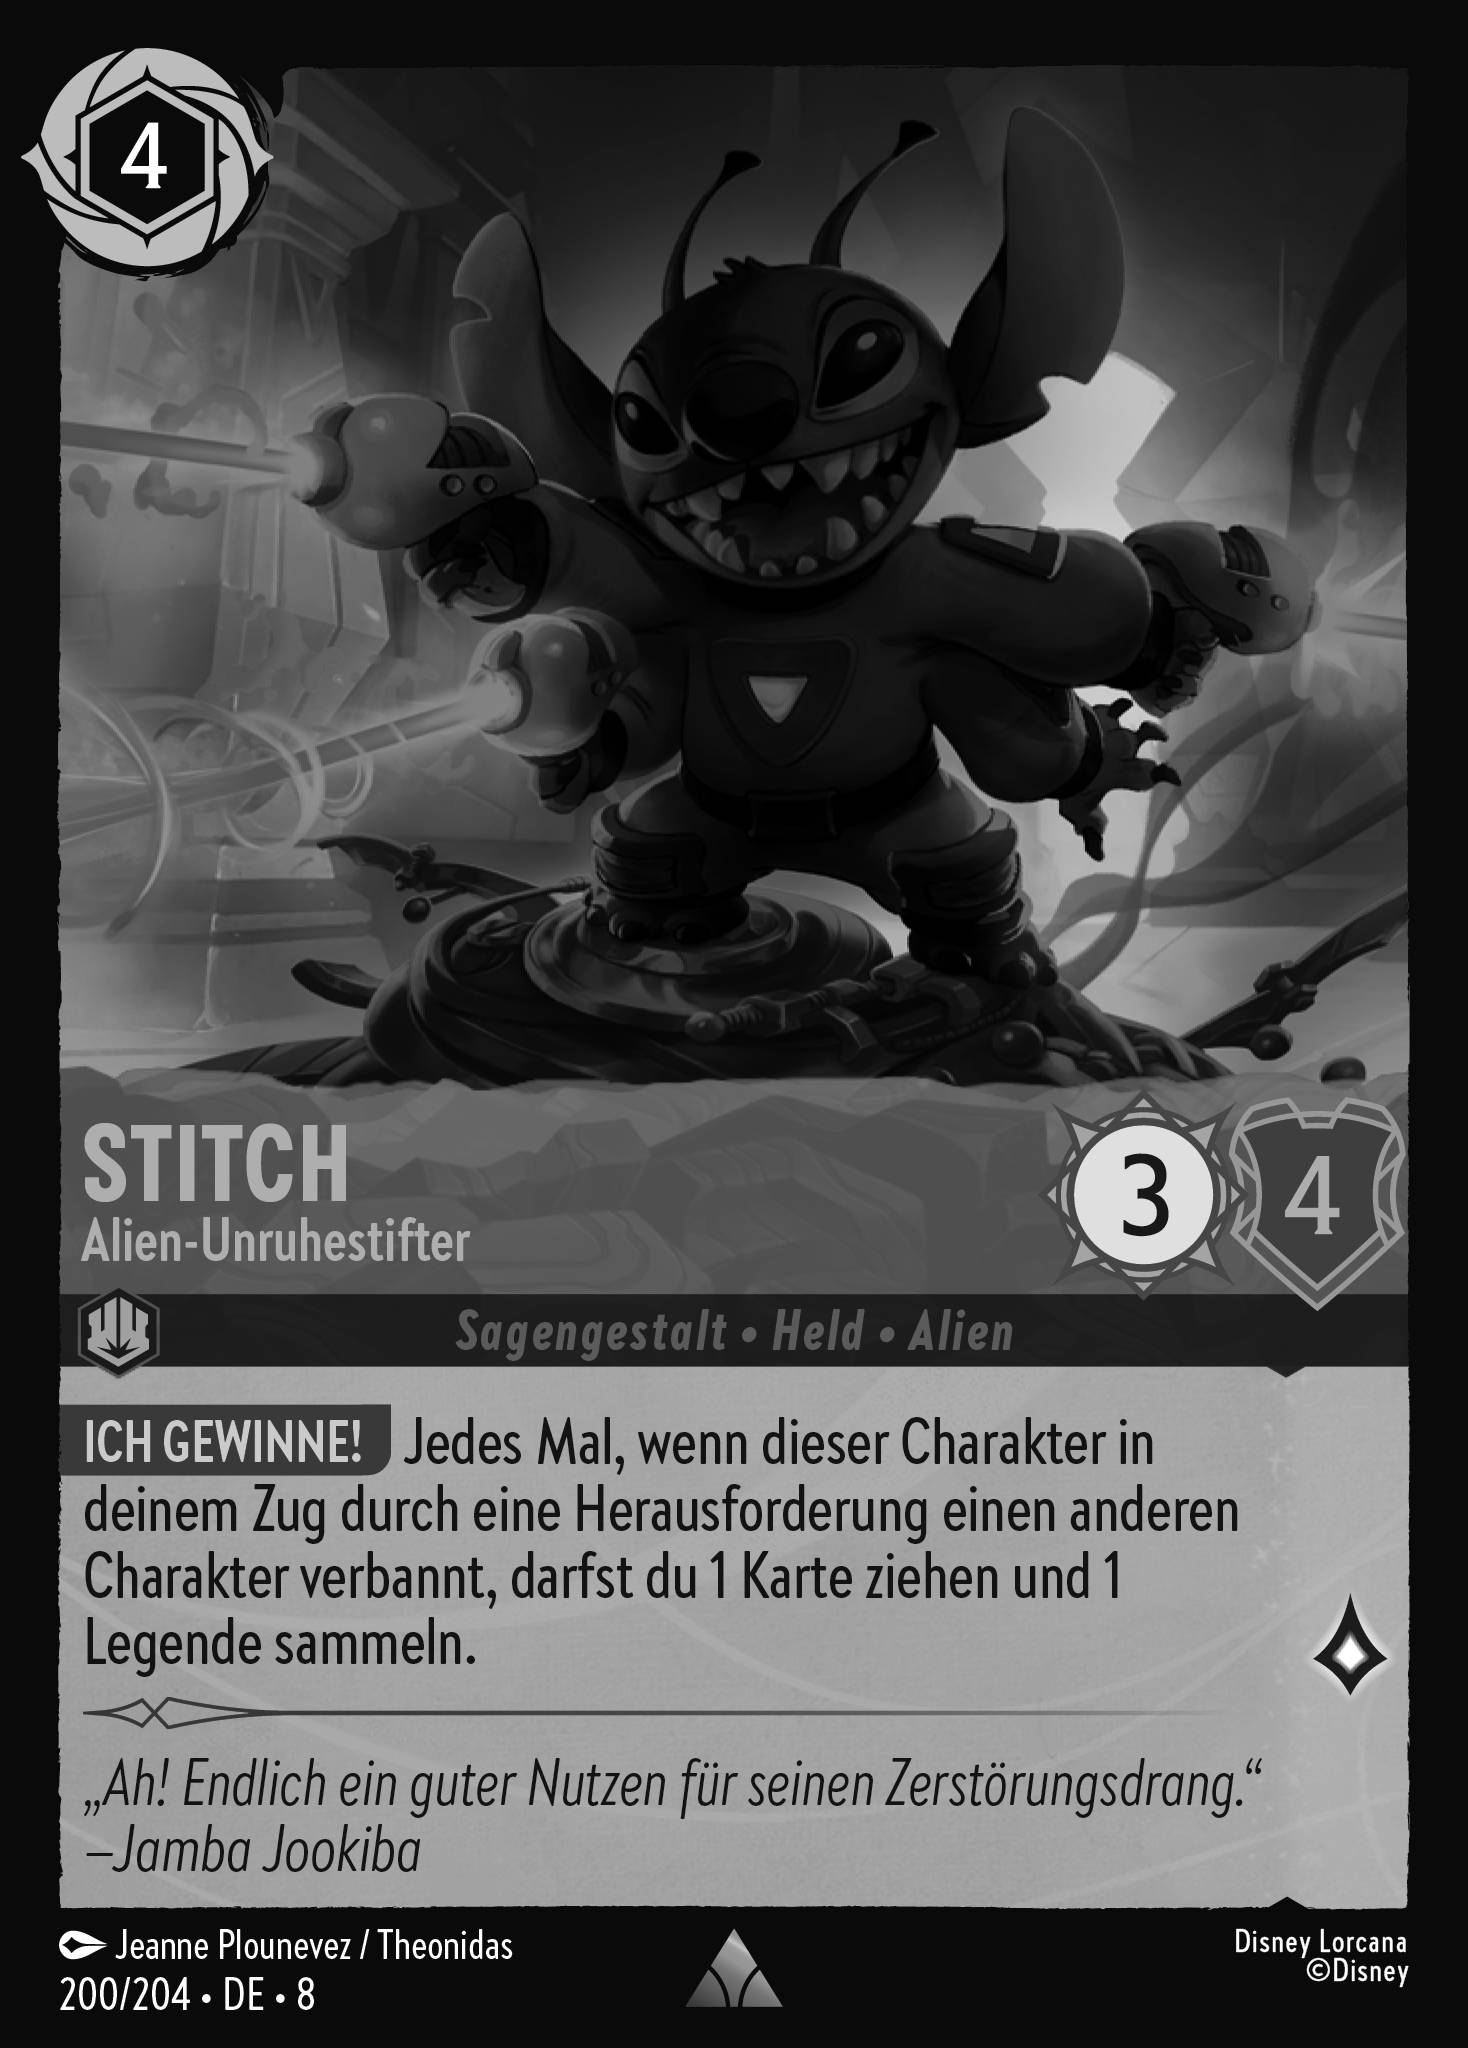 4
STITCH
Alien-Unruhestifter
3
4
Sagengestalt • Held • Alien
ICH GEWINNE! Jedes Mal, wenn dieser Charakter in
deinem Zug durch eine Herausforderung einen anderen
Charakter verbannt, darfst du 1 Karte ziehen und 1
Legende sammeln.
„Ah! Endlich ein guter Nutzen für seinen Zerstörungsdrang.“
–Jamba Jookiba
Jeanne Plounevez / Theonidas
200/204 • DE • 8
Disney Lorcana
©Disney